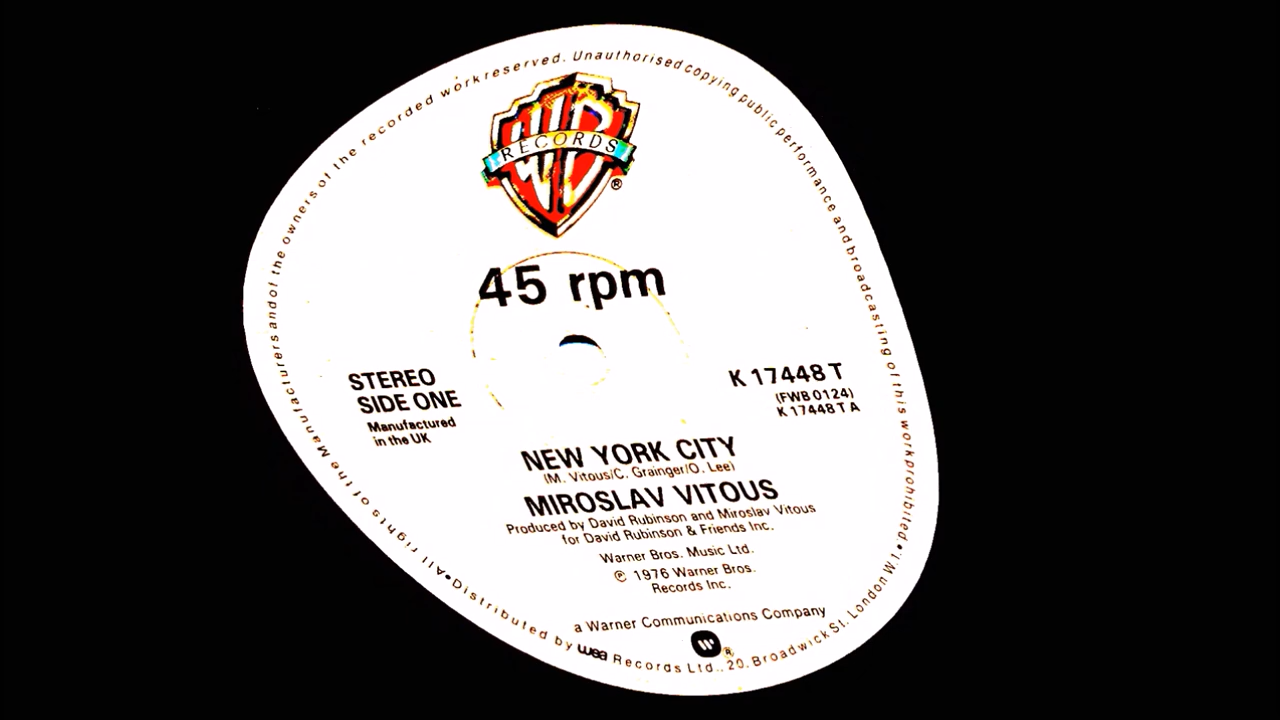 All rights of the Manufacturers and of the owners of the recorded work reserved. Unauthorised copying public performance and broadcasting of this work prohibited. • Distributed by wea Records Ltd., 20. Broadwick St. London W.1. •
WB
RECORDS
®
45 rpm
STEREO
SIDE ONE
Manufactured
in the UK
K 17448 T
(FWB 0124)
K 17448 T A
NEW YORK CITY
(M. Vitous/C. Grainger/O. Lee)
MIROSLAV VITOUS
Produced by David Rubinson and Miroslav Vitous
for David Rubinson & Friends Inc.
Warner Bros. Music Ltd.
℗ 1976 Warner Bros.
Records Inc.
a Warner Communications Company
W ®